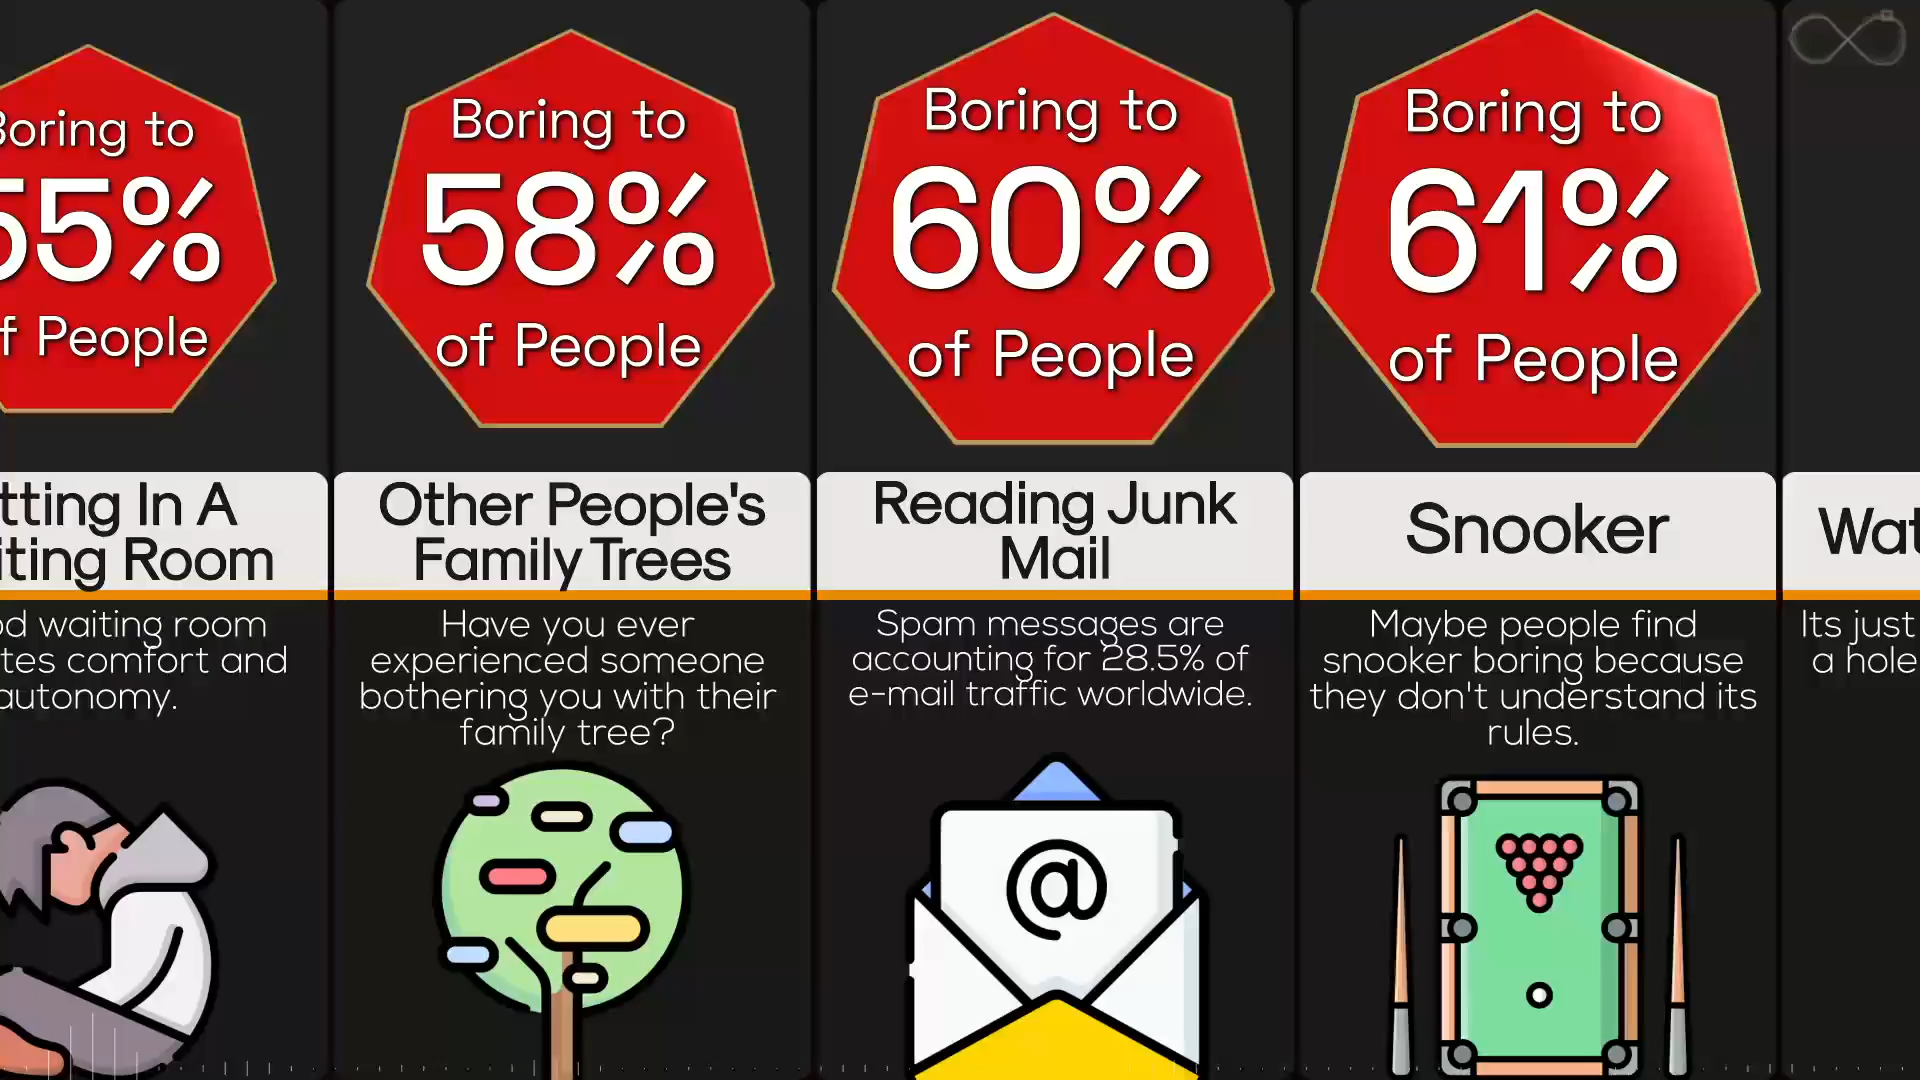 Boring to
55%
of People
tting In A
iting Room
od waiting room
tes comfort and
autonomy.
Boring to
58%
of People
Other People's
Family Trees
Have you ever
experienced someone
bothering you with their
family tree?
Boring to
60%
of People
Reading Junk
Mail
Spam messages are
accounting for 28.5% of
e-mail traffic worldwide.
@
Boring to
61%
of People
Snooker
Maybe people find
snooker boring because
they don't understand its
rules.
Wat
Its just
a hole